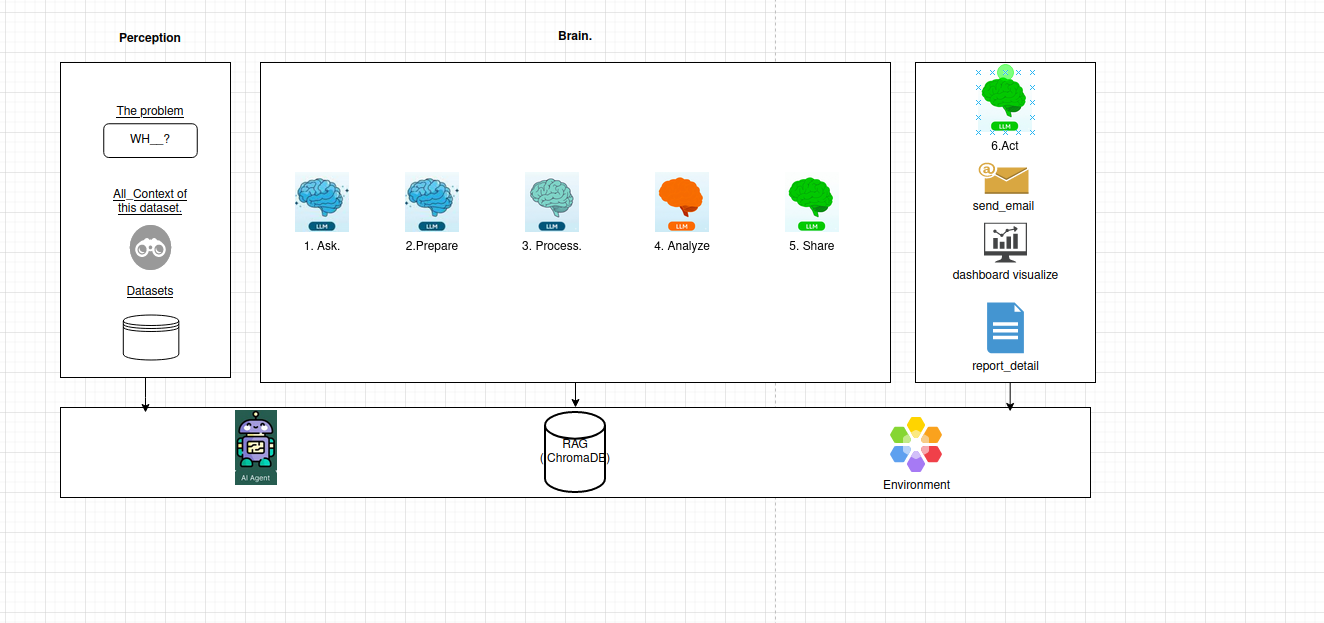 Perception
Brain.
The problem
WH__?
All_Context of
this dataset.
Datasets
LLM
1. Ask.
LLM
2.Prepare
LLM
3. Process.
LLM
4. Analyze
LLM
5. Share
LLM
6.Act
@
send_email
dashboard visualize
report_detail
AI Agent
RAG
(ChromaDB)
Environment